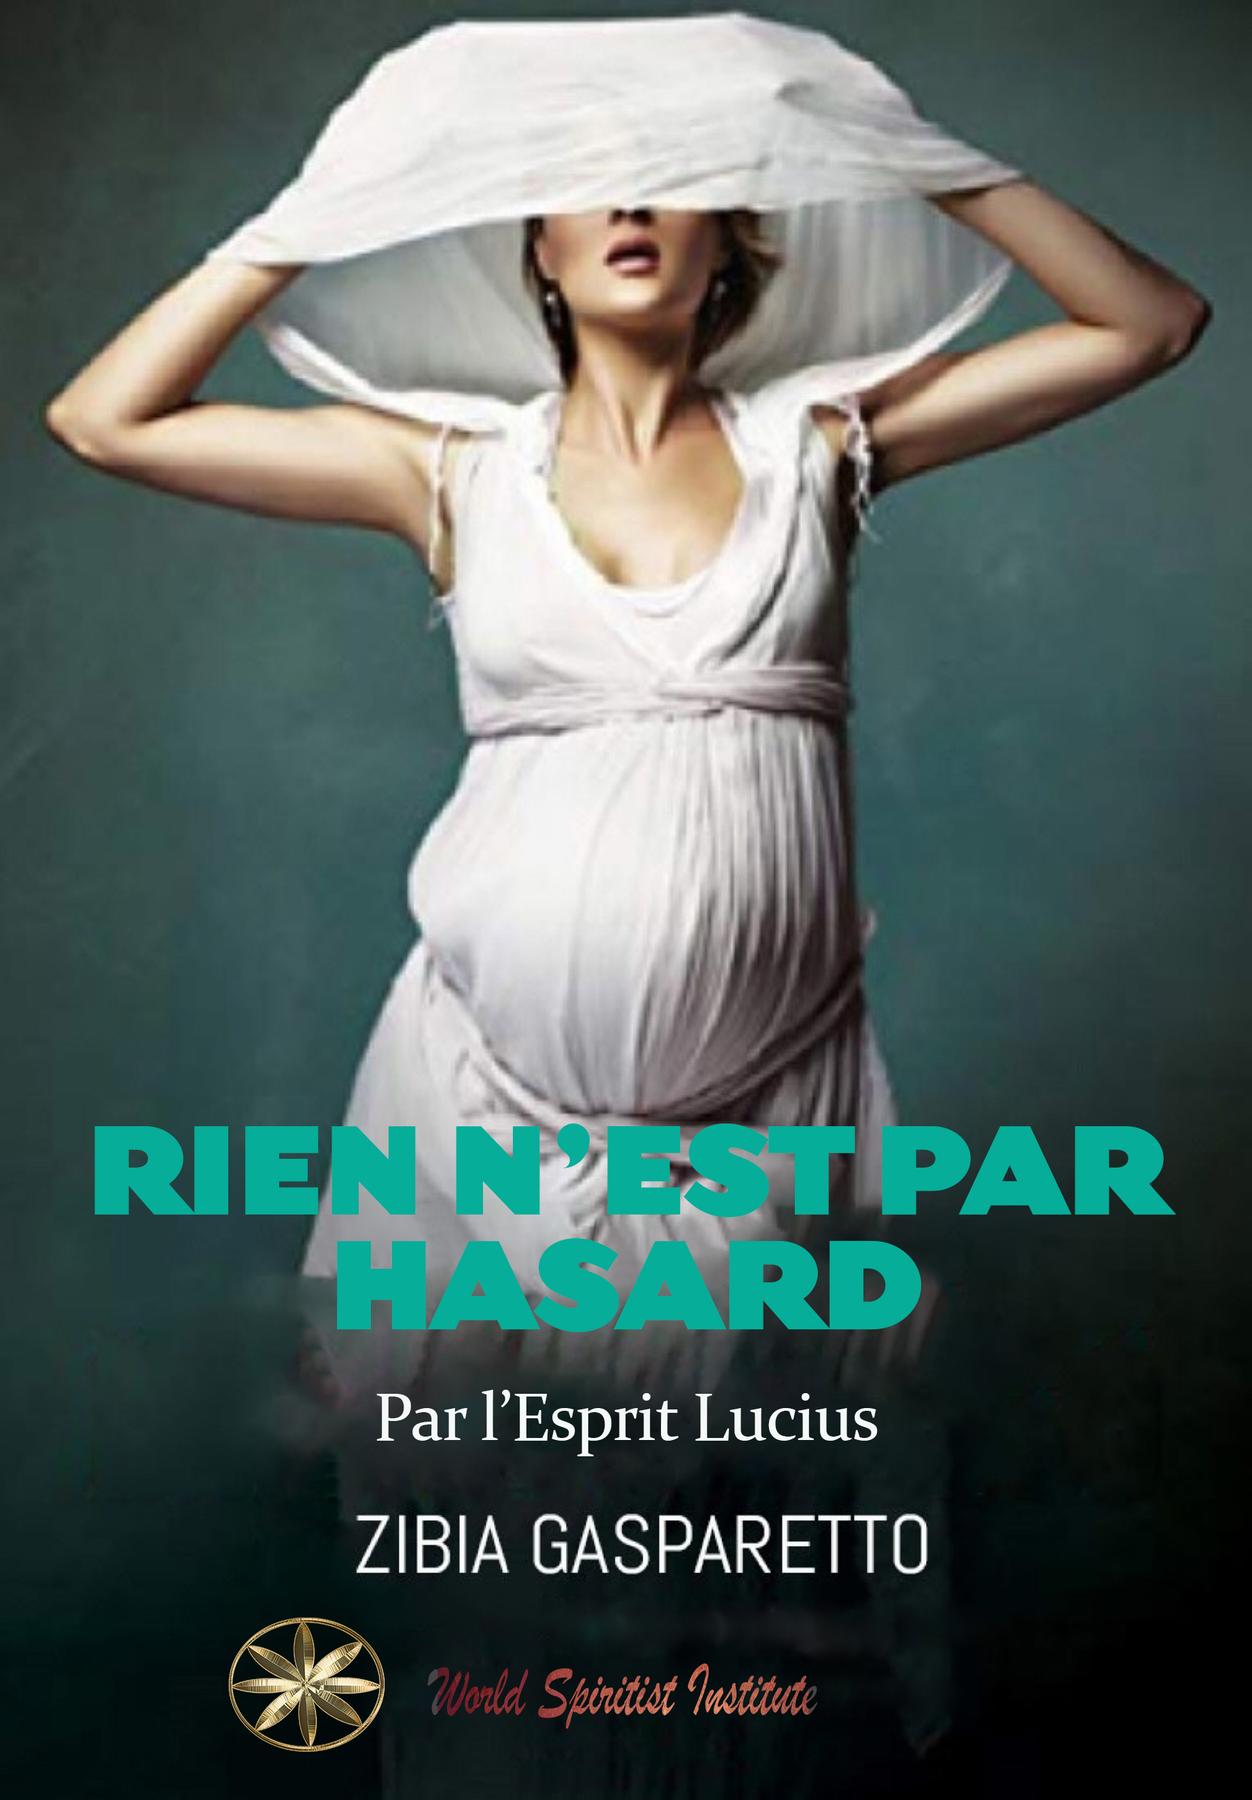 RIEN N’EST PAR
HASARD
Par l’Esprit Lucius
ZIBIA GASPARETTO
World Spiritist Institute